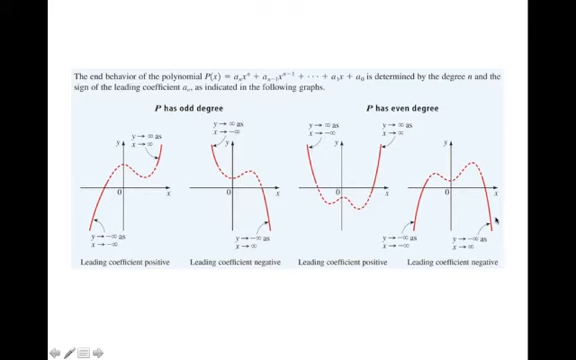 The end behavior of the polynomial P(x) = aₙxⁿ + aₙ₋₁xⁿ⁻¹ + ··· + a₁x + a₀ is determined by the degree n and the
sign of the leading coefficient aₙ, as indicated in the following graphs.
P has odd degree
P has even degree
y → ∞ as
x → ∞
y
0
x
y → −∞ as
x → −∞
Leading coefficient positive
y → ∞ as
x → −∞
y
0
x
y → −∞ as
x → ∞
Leading coefficient negative
y → ∞ as
x → −∞
y → ∞ as
x → ∞
y
0
x
Leading coefficient positive
y
0
x
y → −∞ as
x → −∞
y → −∞ as
x → ∞
Leading coefficient negative